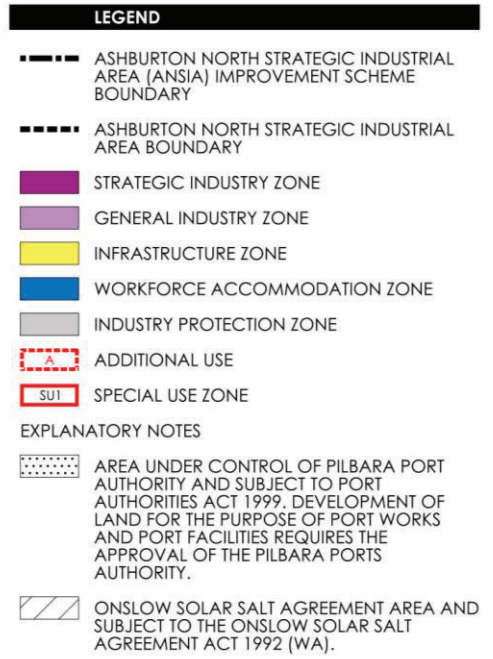 LEGEND
ASHBURTON NORTH STRATEGIC INDUSTRIAL
AREA (ANSIA) IMPROVEMENT SCHEME
BOUNDARY
ASHBURTON NORTH STRATEGIC INDUSTRIAL
AREA BOUNDARY
STRATEGIC INDUSTRY ZONE
GENERAL INDUSTRY ZONE
INFRASTRUCTURE ZONE
WORKFORCE ACCOMMODATION ZONE
INDUSTRY PROTECTION ZONE
A ADDITIONAL USE
SU1 SPECIAL USE ZONE
EXPLANATORY NOTES
AREA UNDER CONTROL OF PILBARA PORT
AUTHORITY AND SUBJECT TO PORT
AUTHORITIES ACT 1999. DEVELOPMENT OF
LAND FOR THE PURPOSE OF PORT WORKS
AND PORT FACILITIES REQUIRES THE
APPROVAL OF THE PILBARA PORTS
AUTHORITY.
ONSLOW SOLAR SALT AGREEMENT AREA AND
SUBJECT TO THE ONSLOW SOLAR SALT
AGREEMENT ACT 1992 (WA).